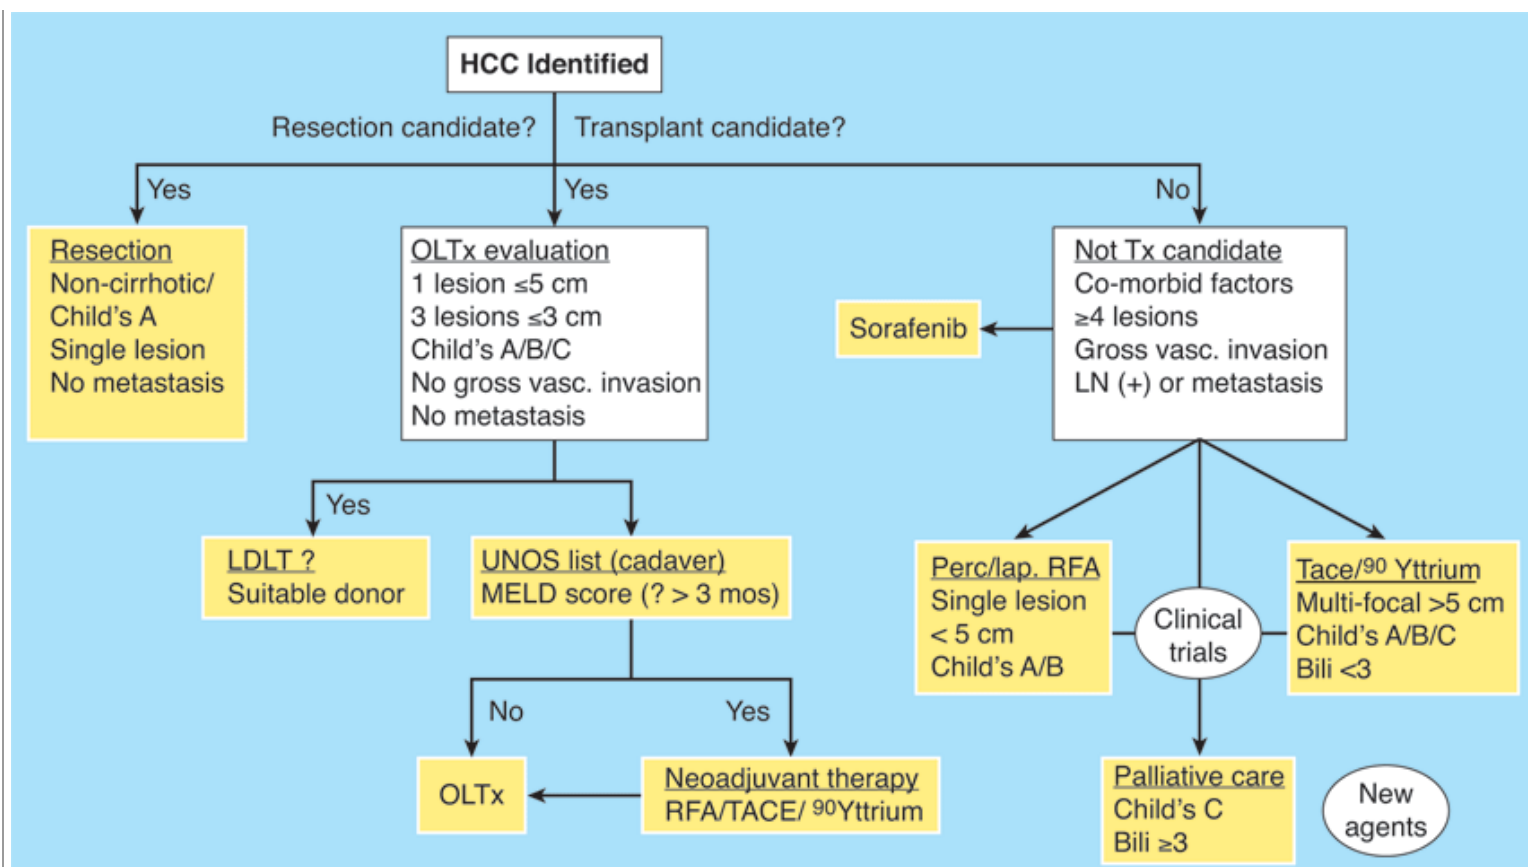 HCC Identified
Resection candidate?
Transplant candidate?
Yes
Yes
No
Resection
Non-cirrhotic/
Child's A
Single lesion
No metastasis
OLTx evaluation
1 lesion ≤5 cm
3 lesions ≤3 cm
Child's A/B/C
No gross vasc. invasion
No metastasis
Sorafenib
Not Tx candidate
Co-morbid factors
≥4 lesions
Gross vasc. invasion
LN (+) or metastasis
Yes
LDLT ?
Suitable donor
UNOS list (cadaver)
MELD score (? > 3 mos)
Perc/lap. RFA
Single lesion
< 5 cm
Child's A/B
Clinical
trials
Tace/⁹⁰ Yttrium
Multi-focal >5 cm
Child's A/B/C
Bili <3
No
Yes
OLTx
Neoadjuvant therapy
RFA/TACE/ ⁹⁰Yttrium
Palliative care
Child's C
Bili ≥3
New
agents